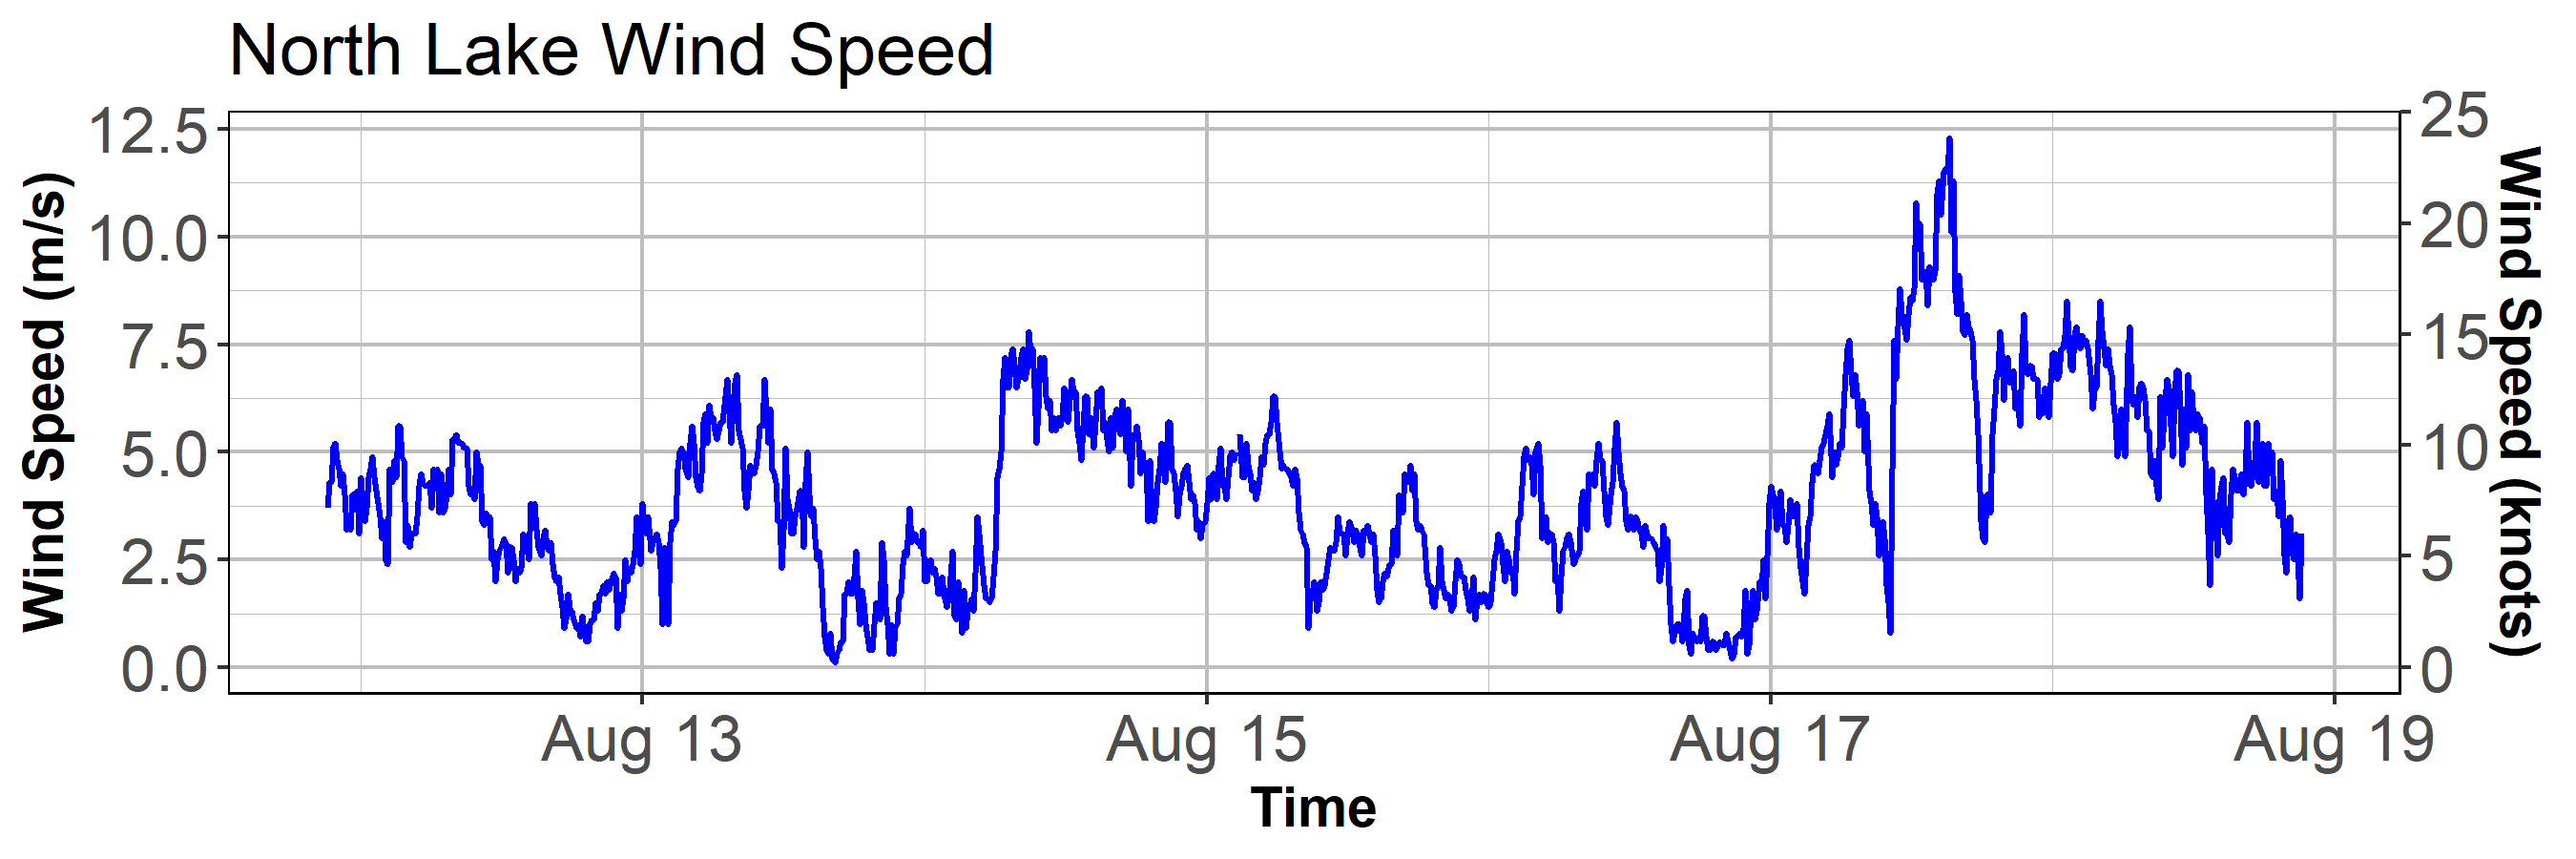 North Lake Wind Speed
Wind Speed (m/s)
12.5
10.0
7.5
5.0
2.5
0.0
25
20
15
10
5
0
Wind Speed (knots)
Aug 13 Aug 15 Aug 17 Aug 19
Time